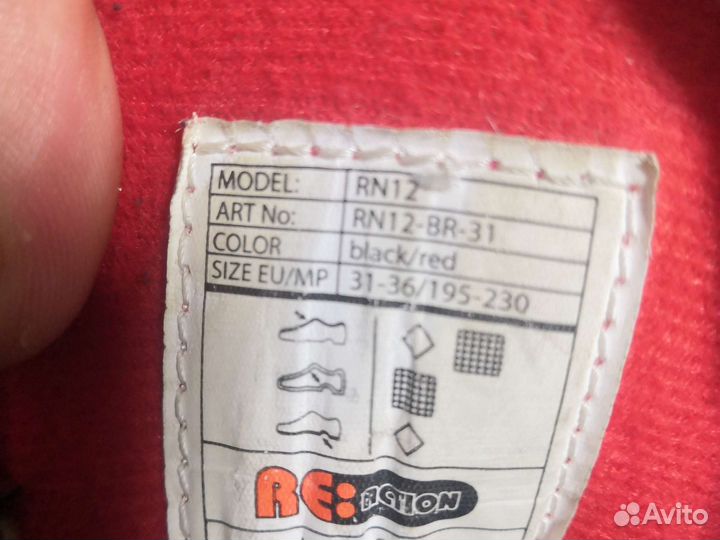 MODEL: RN12
ART No: RN12-BR-31
COLOR black/red
SIZE EU/MP 31-36/195-230
RE:ACTION
Avito